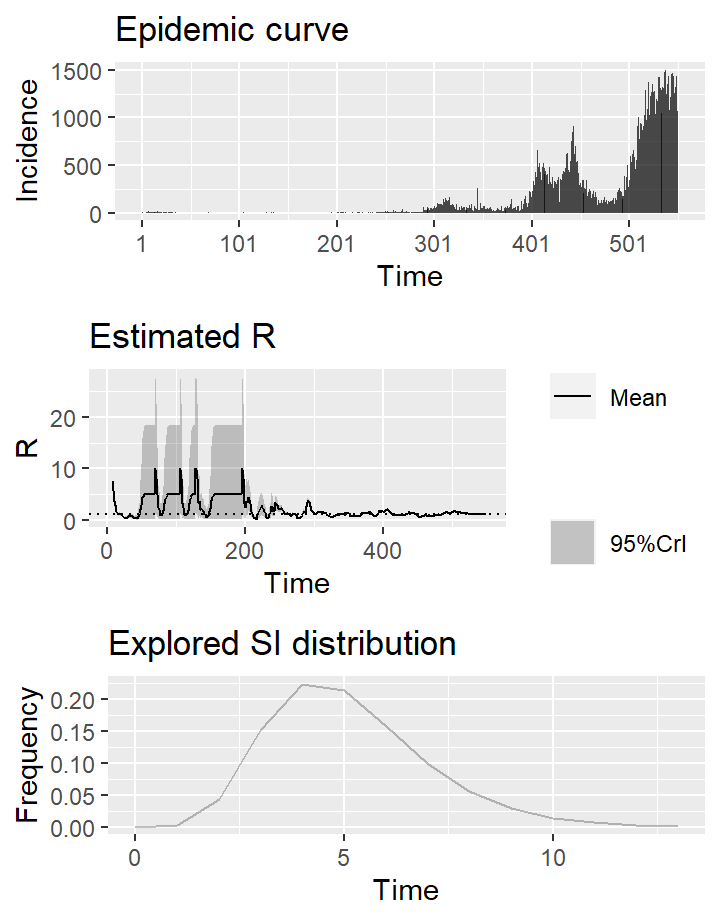 Epidemic curve
Incidence
1500
1000
500
0
1 101 201 301 401 501
Time
Estimated R
R
20
10
0
0 200 400
Time
Mean
95%CrI
Explored SI distribution
Frequency
0.20
0.15
0.10
0.05
0.00
0 5 10
Time